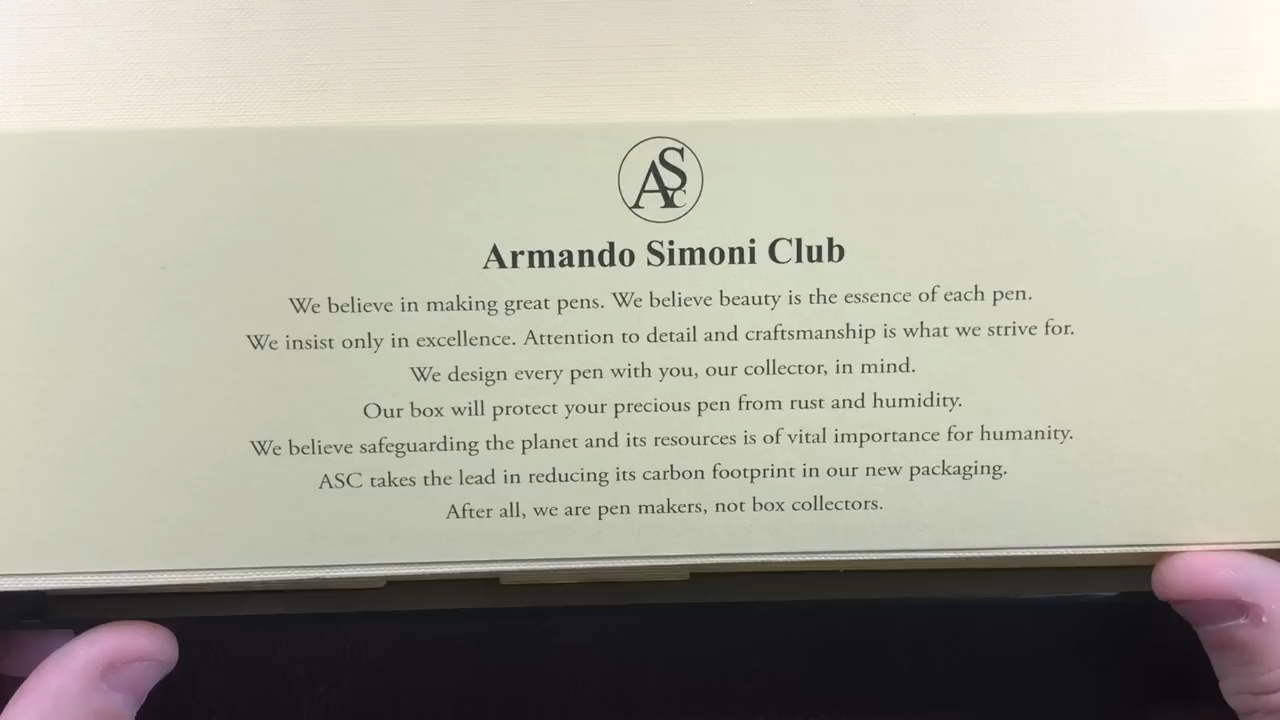 ASc
Armando Simoni Club
We believe in making great pens. We believe beauty is the essence of each pen.
We insist only in excellence. Attention to detail and craftsmanship is what we strive for.
We design every pen with you, our collector, in mind.
Our box will protect your precious pen from rust and humidity.
We believe safeguarding the planet and its resources is of vital importance for humanity.
ASC takes the lead in reducing its carbon footprint in our new packaging.
After all, we are pen makers, not box collectors.